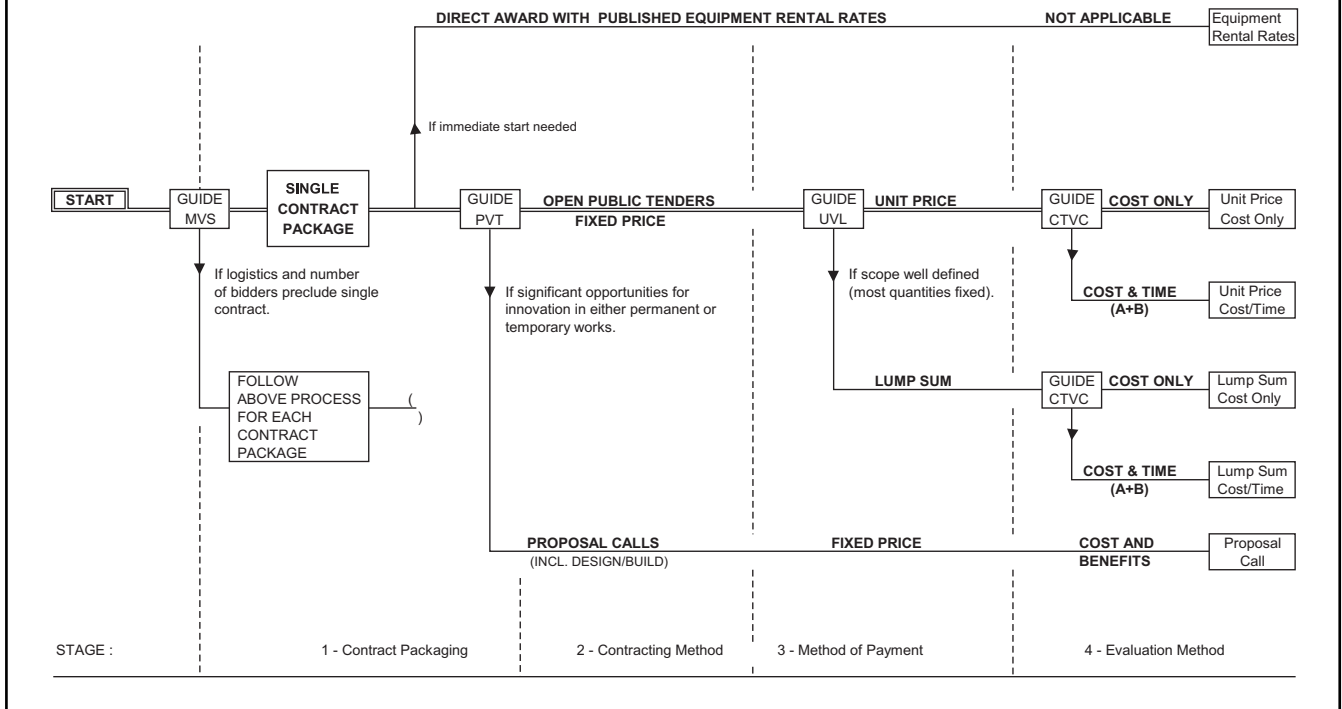 DIRECT AWARD WITH PUBLISHED EQUIPMENT RENTAL RATES
NOT APPLICABLE
Equipment
Rental Rates
If immediate start needed
START
GUIDE
MVS
SINGLE
CONTRACT
PACKAGE
GUIDE
PVT
OPEN PUBLIC TENDERS
FIXED PRICE
GUIDE
UVL
UNIT PRICE
GUIDE
CTVC
COST ONLY
Unit Price
Cost Only
If logistics and number
of bidders preclude single
contract.
If significant opportunities for
innovation in either permanent or
temporary works.
If scope well defined
(most quantities fixed).
COST & TIME
(A+B)
Unit Price
Cost/Time
FOLLOW
ABOVE PROCESS
FOR EACH
CONTRACT
PACKAGE
(
)
LUMP SUM
GUIDE
CTVC
COST ONLY
Lump Sum
Cost Only
COST & TIME
(A+B)
Lump Sum
Cost/Time
PROPOSAL CALLS
(INCL. DESIGN/BUILD)
FIXED PRICE
COST AND
BENEFITS
Proposal
Call
STAGE :
1 - Contract Packaging
2 - Contracting Method
3 - Method of Payment
4 - Evaluation Method